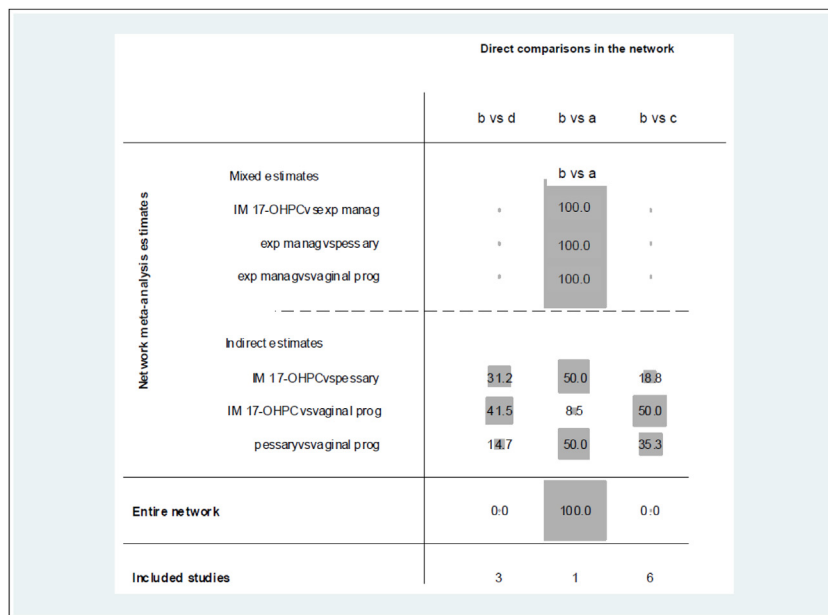 Direct comparisons in the network
b vs d b vs a b vs c
Network meta-analysis estimates
Mixed estimates b vs a
IM 17-OHPCvsexp manag 100.0
exp managvspessary 100.0
exp managvsvaginal prog 100.0
Indirect estimates
IM 17-OHPCvspessary 31.2 50.0 18.8
IM 17-OHPCvsvaginal prog 41.5 8.5 50.0
pessaryvsvaginal prog 14.7 50.0 35.3
Entire network 0.0 100.0 0.0
Included studies 3 1 6